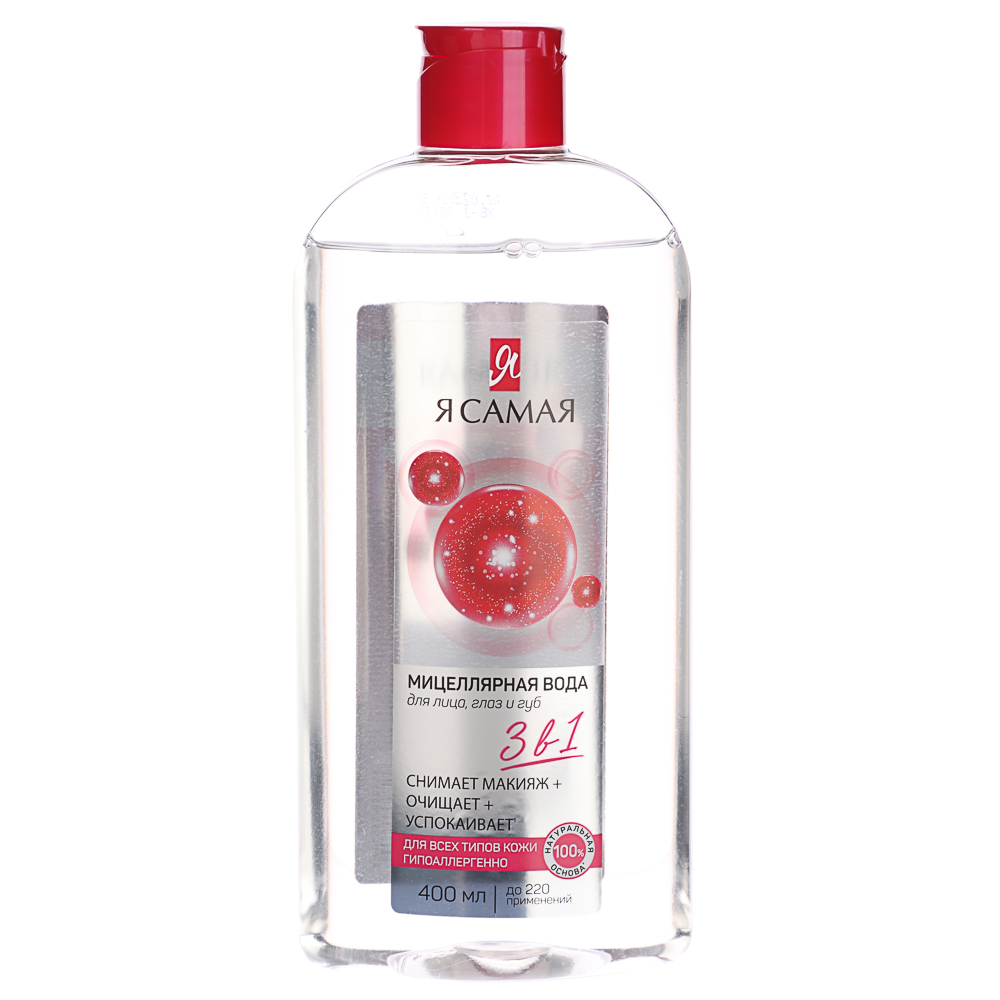 Я
Я САМАЯ
МИЦЕЛЛЯРНАЯ ВОДА
для лица, глаз и губ
3 в 1
СНИМАЕТ МАКИЯЖ +
ОЧИЩАЕТ +
УСПОКАИВАЕТ
ДЛЯ ВСЕХ ТИПОВ КОЖИ
ГИПОАЛЛЕРГЕННО
НАТУРАЛЬНАЯ
100%
ОСНОВА*
400 мл
до 220
применений